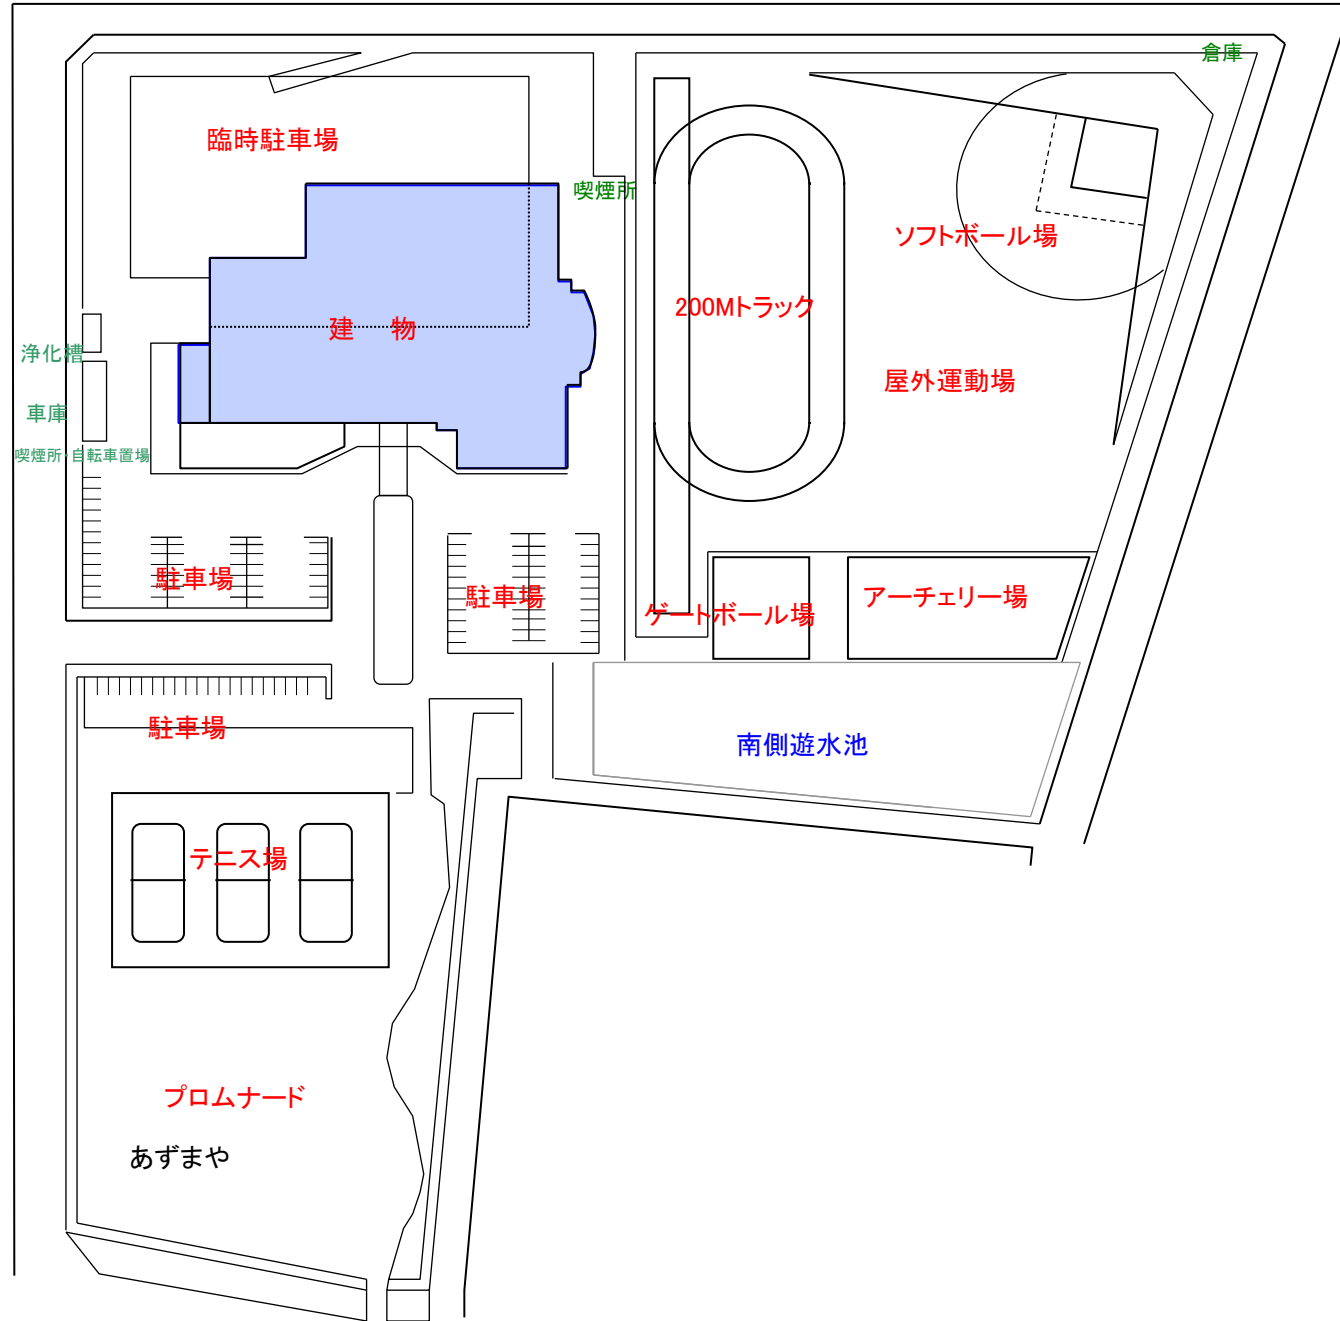 倉庫
臨時駐車場
喫煙所
ソフトボール場
200Mトラック
建 物
浄化槽
屋外運動場
車庫
喫煙所・自転車置場
駐車場
駐車場
ゲートボール場
アーチェリー場
駐車場
南側遊水池
テニス場
プロムナード
あずまや